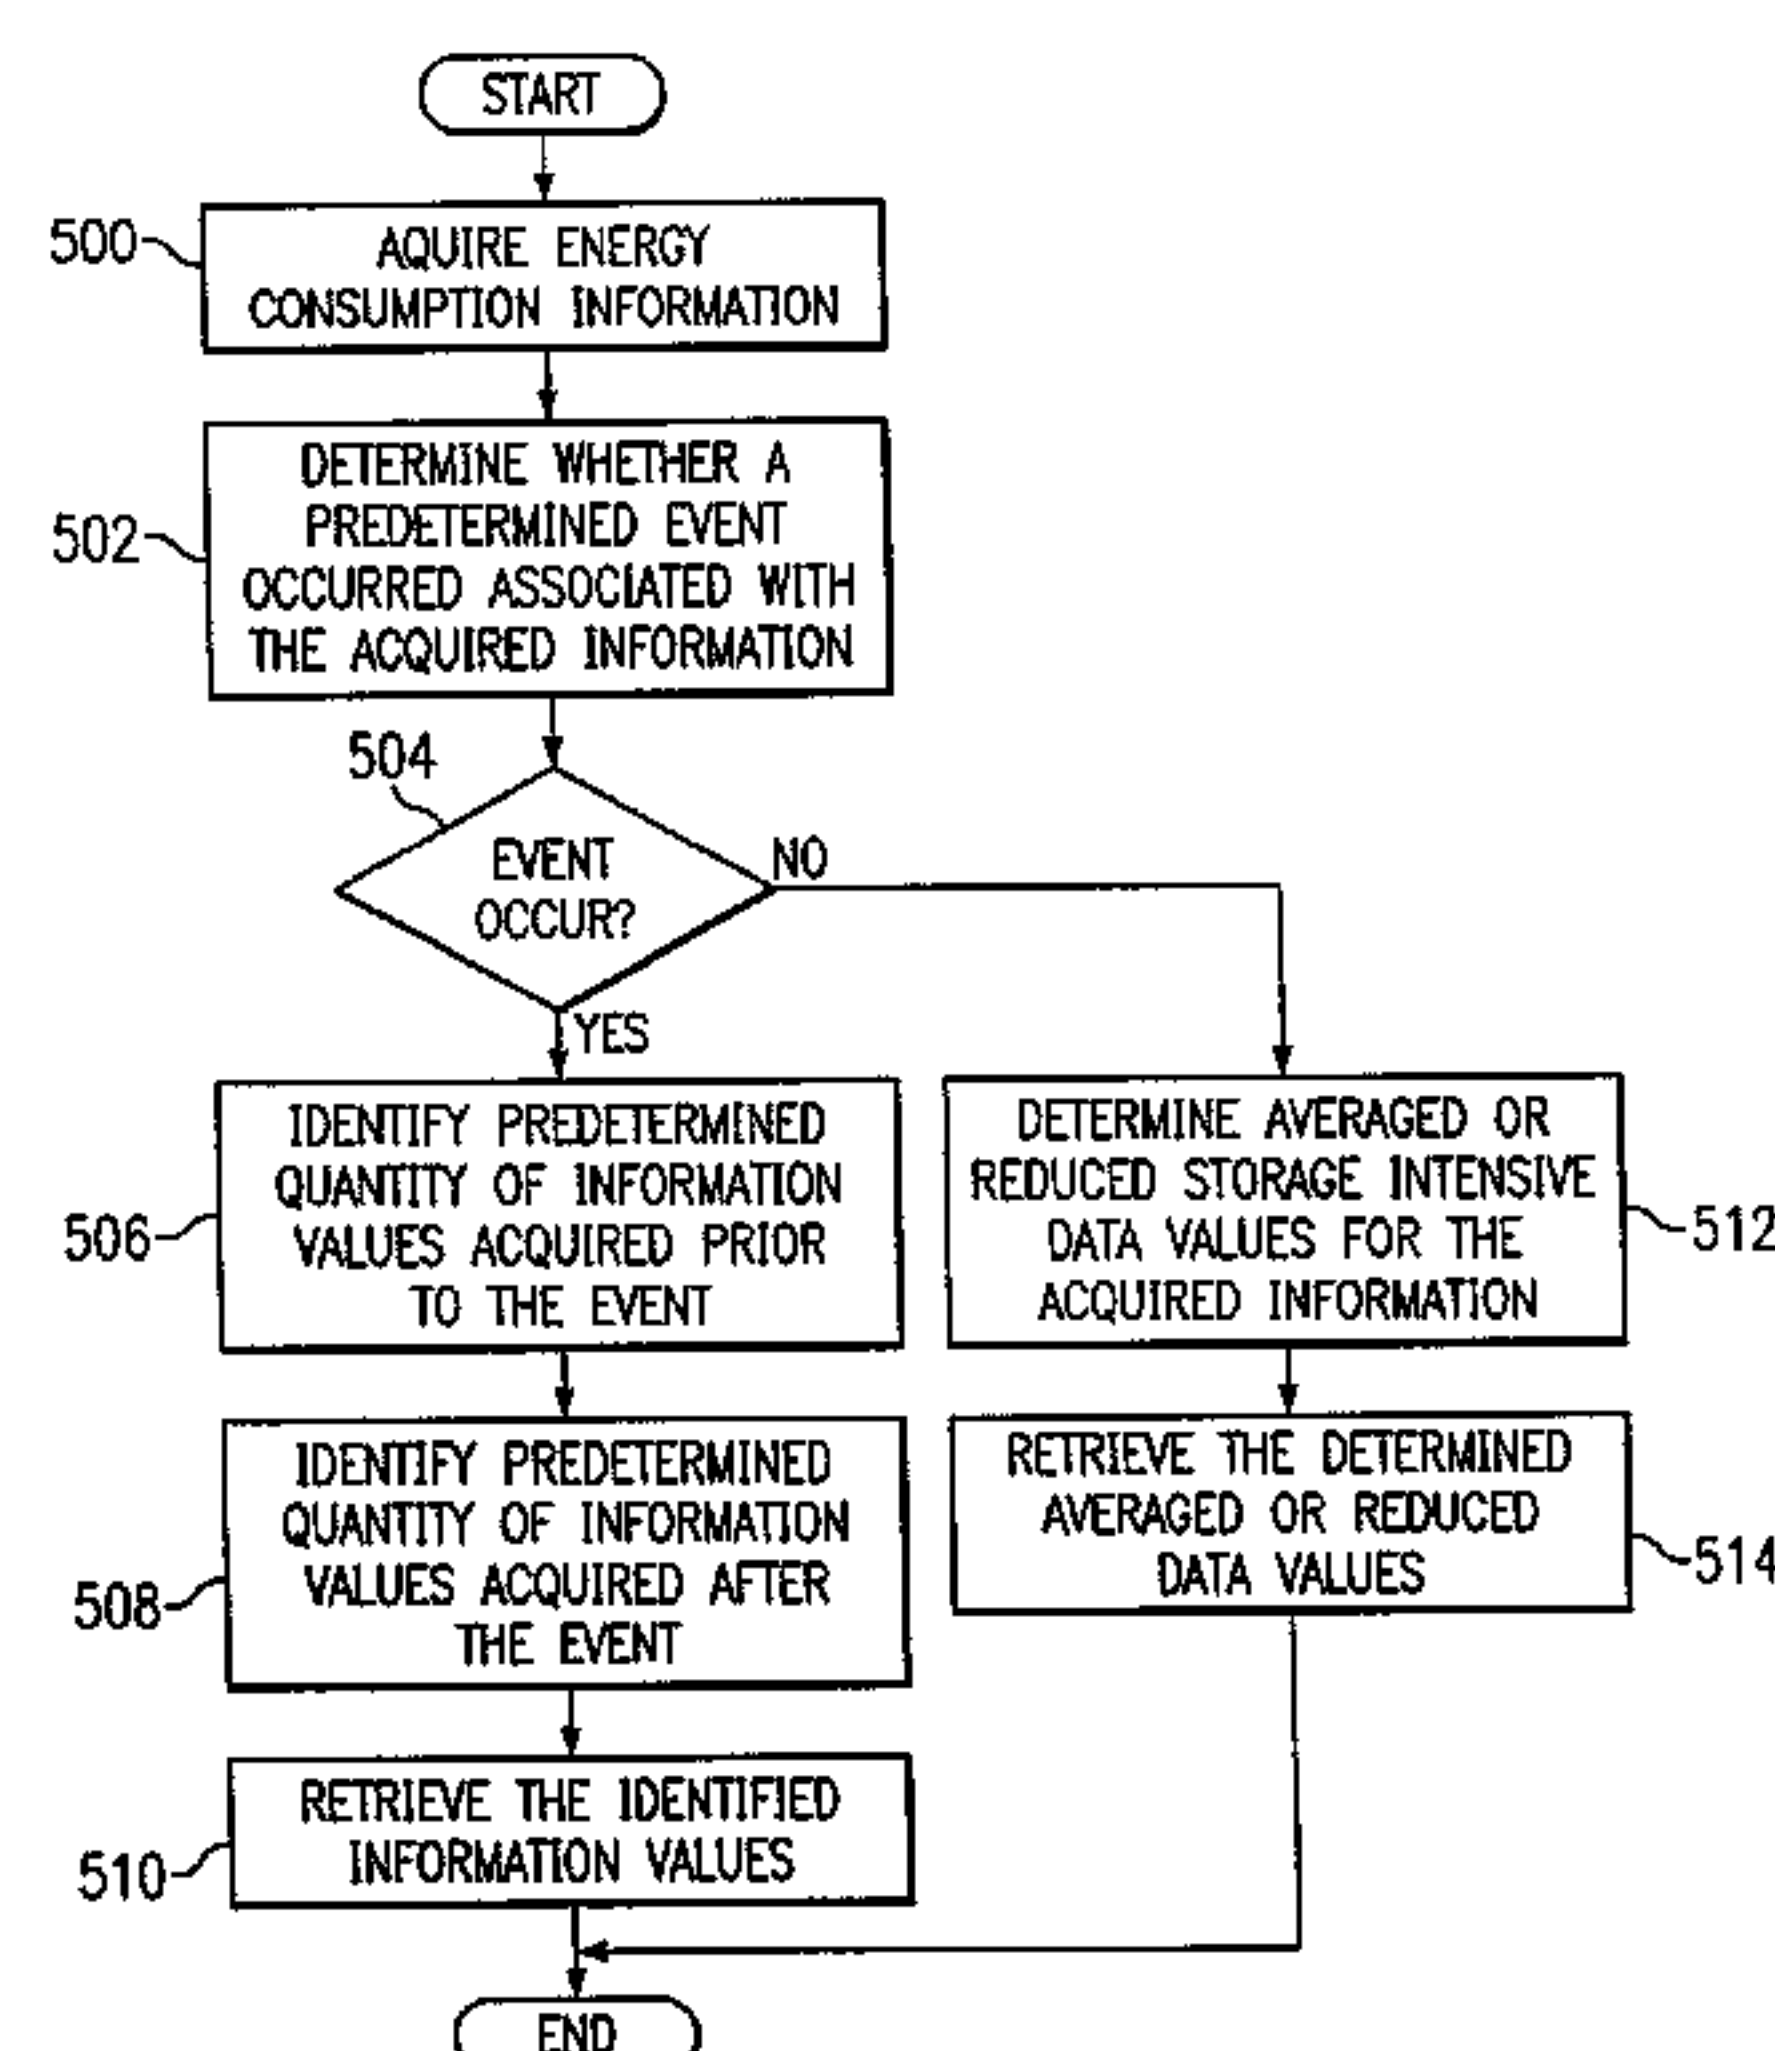 START
500
AQUIRE ENERGY
CONSUMPTION INFORMATION
502
DETERMINE WHETHER A
PREDETERMINED EVENT
OCCURRED ASSOCIATED WITH
THE ACQUIRED INFORMATION
504
EVENT
OCCUR?
NO
YES
506
IDENTIFY PREDETERMINED
QUANTITY OF INFORMATION
VALUES ACQUIRED PRIOR
TO THE EVENT
512
DETERMINE AVERAGED OR
REDUCED STORAGE INTENSIVE
DATA VALUES FOR THE
ACQUIRED INFORMATION
508
IDENTIFY PREDETERMINED
QUANTITY OF INFORMATION
VALUES ACQUIRED AFTER
THE EVENT
514
RETRIEVE THE DETERMINED
AVERAGED OR REDUCED
DATA VALUES
510
RETRIEVE THE IDENTIFIED
INFORMATION VALUES
END